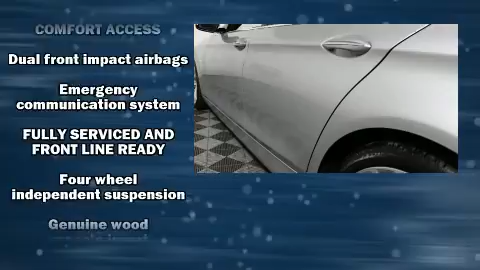 COMFORT ACCESS
Dual front impact airbags
Emergency
communication system
FULLY SERVICED AND
FRONT LINE READY
Four wheel
independent suspension
Genuine wood